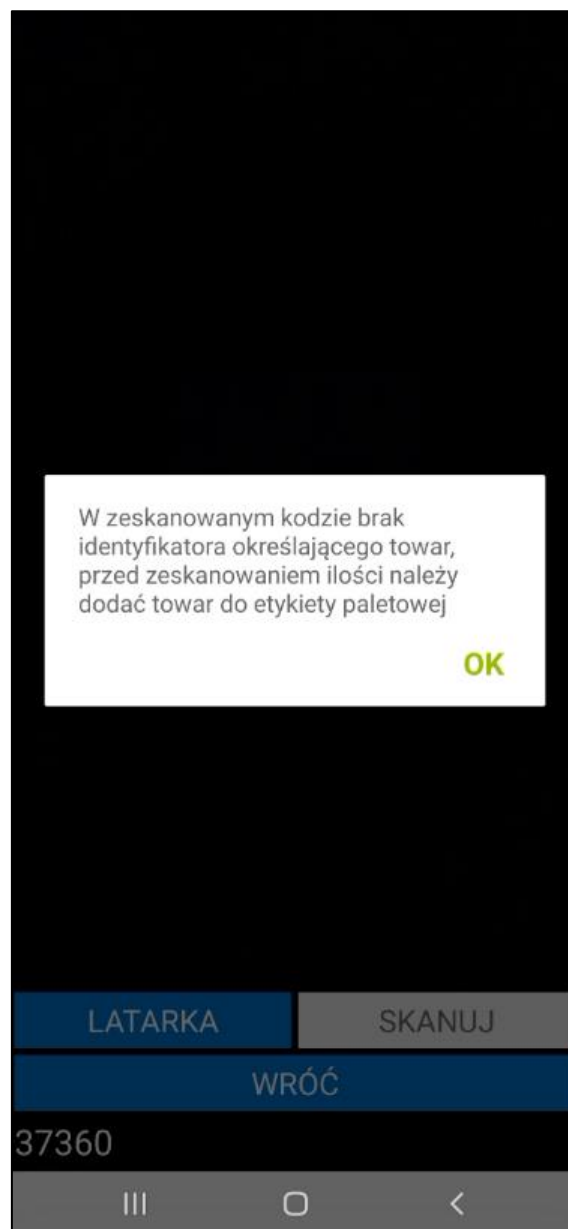 W zeskanowanym kodzie brak
identyfikatora określającego towar,
przed zeskanowaniem ilości należy
dodać towar do etykiety paletowej
OK
LATARKA SKANUJ
WRÓĆ
37360